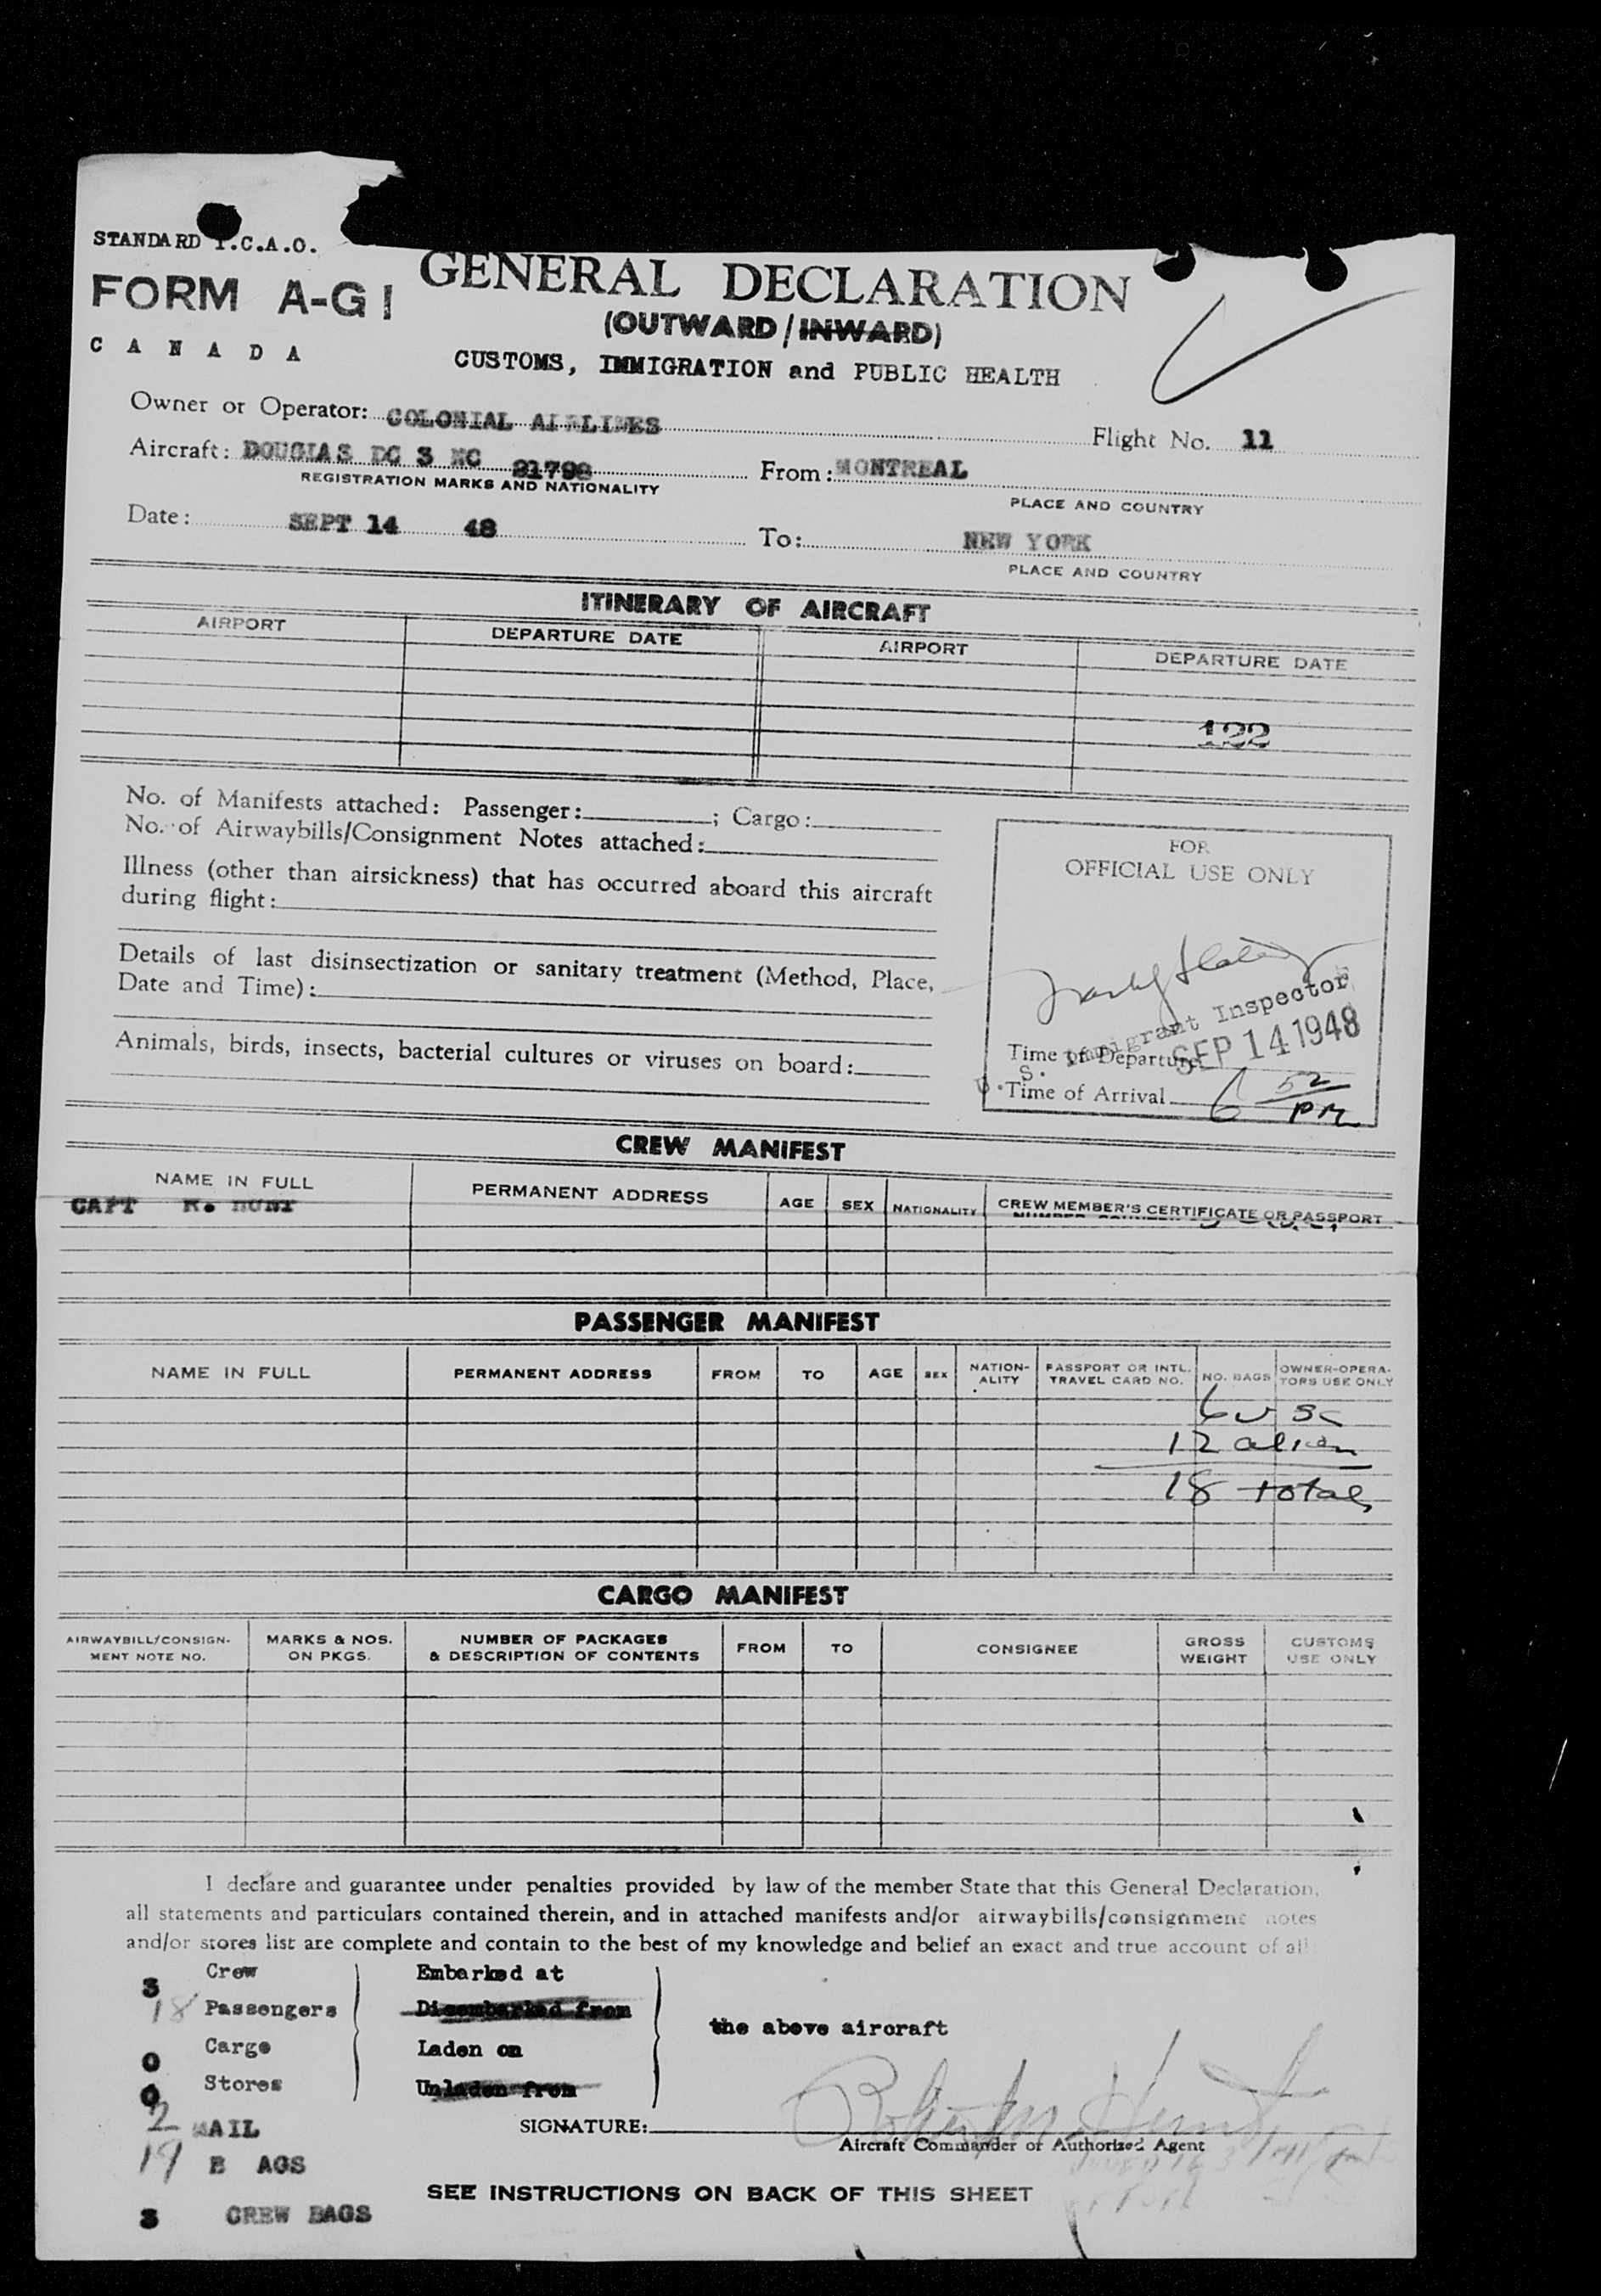 STANDARD I.C.A.O.
FORM A-G1
CANADA
GENERAL DECLARATION
(OUTWARD/INWARD)
CUSTOMS, IMMIGRATION and PUBLIC HEALTH
Owner or Operator: COLONIAL AIRLINES
Flight No. 11
Aircraft: DOUGLAS DC 3 NC 21798
REGISTRATION MARKS AND NATIONALITY
From: MONTREAL
PLACE AND COUNTRY
Date: SEPT 14 48
To: NEW YORK
PLACE AND COUNTRY
ITINERARY OF AIRCRAFT
AIRPORT DEPARTURE DATE AIRPORT DEPARTURE DATE
122
No. of Manifests attached: Passenger: ; Cargo:
No. of Airwaybills/Consignment Notes attached:
Illness (other than airsickness) that has occurred aboard this aircraft
during flight:
Details of last disinsectization or sanitary treatment (Method, Place,
Date and Time):
Animals, birds, insects, bacterial cultures or viruses on board:
FOR
OFFICIAL USE ONLY
U. S. Immigrant Inspector
SEP 14 1948
Time of Departure
Time of Arrival 6 52 PM
CREW MANIFEST
NAME IN FULL PERMANENT ADDRESS AGE SEX NATIONALITY CREW MEMBER'S CERTIFICATE OR PASSPORT
CAPT R. HUNT
PASSENGER MANIFEST
NAME IN FULL PERMANENT ADDRESS FROM TO AGE SEX NATION-ALITY PASSPORT OR INTL. TRAVEL CARD NO. NO. BAGS OWNER-OPERA-TORS USE ONLY
6 USC
12 alien
18 total
CARGO MANIFEST
AIRWAYBILL/CONSIGN-MENT NOTE NO. MARKS & NOS. ON PKGS. NUMBER OF PACKAGES & DESCRIPTION OF CONTENTS FROM TO CONSIGNEE GROSS WEIGHT CUSTOMS USE ONLY
I declare and guarantee under penalties provided by law of the member State that this General Declaration,
all statements and particulars contained therein, and in attached manifests and/or airwaybills/consignment notes
and/or stores list are complete and contain to the best of my knowledge and belief an exact and true account of all
3 Crew Embarked at
18 Passengers Disembarked from
the above aircraft
0 Cargo Laden on
0 Stores Unladen from
2 MAIL
SIGNATURE: Robert M Hunt
Aircraft Commander or Authorized Agent
19 B AGS
SEE INSTRUCTIONS ON BACK OF THIS SHEET
3 CREW BAGS